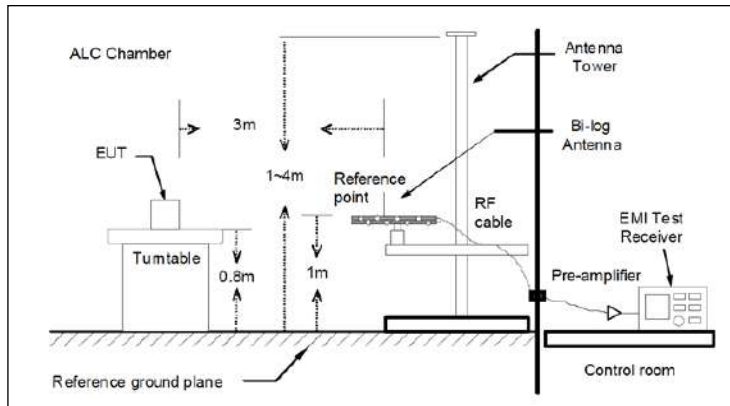 ALC Chamber
Antenna
Tower
3m
Bi-log
Antenna
EUT
1~4m
Reference
point
RF
cable
EMI Test
Receiver
Turntable
0.8m
1m
Pre-amplifier
Reference ground plane
Control room